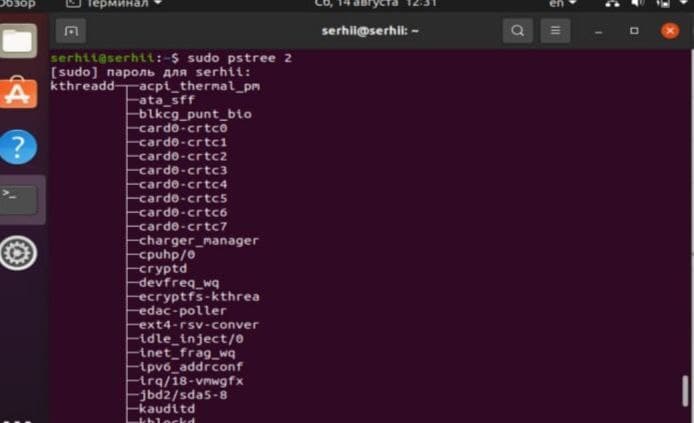 Обзор Терминал Сб, 14 августа 12:31 en
serhii@serhii: ~
serhii@serhii:~$ sudo pstree 2
[sudo] пароль для serhii:
kthreadd─┬─acpi_thermal_pm
├─ata_sff
├─blkcg_punt_bio
├─card0-crtc0
├─card0-crtc1
├─card0-crtc2
├─card0-crtc3
├─card0-crtc4
├─card0-crtc5
├─card0-crtc6
├─card0-crtc7
├─charger_manager
├─cpuhp/0
├─cryptd
├─devfreq_wq
├─ecryptfs-kthrea
├─edac-poller
├─ext4-rsv-conver
├─idle_inject/0
├─inet_frag_wq
├─ipv6_addrconf
├─irq/18-vmwgfx
├─jbd2/sda5-8
├─kauditd
├─kblockd